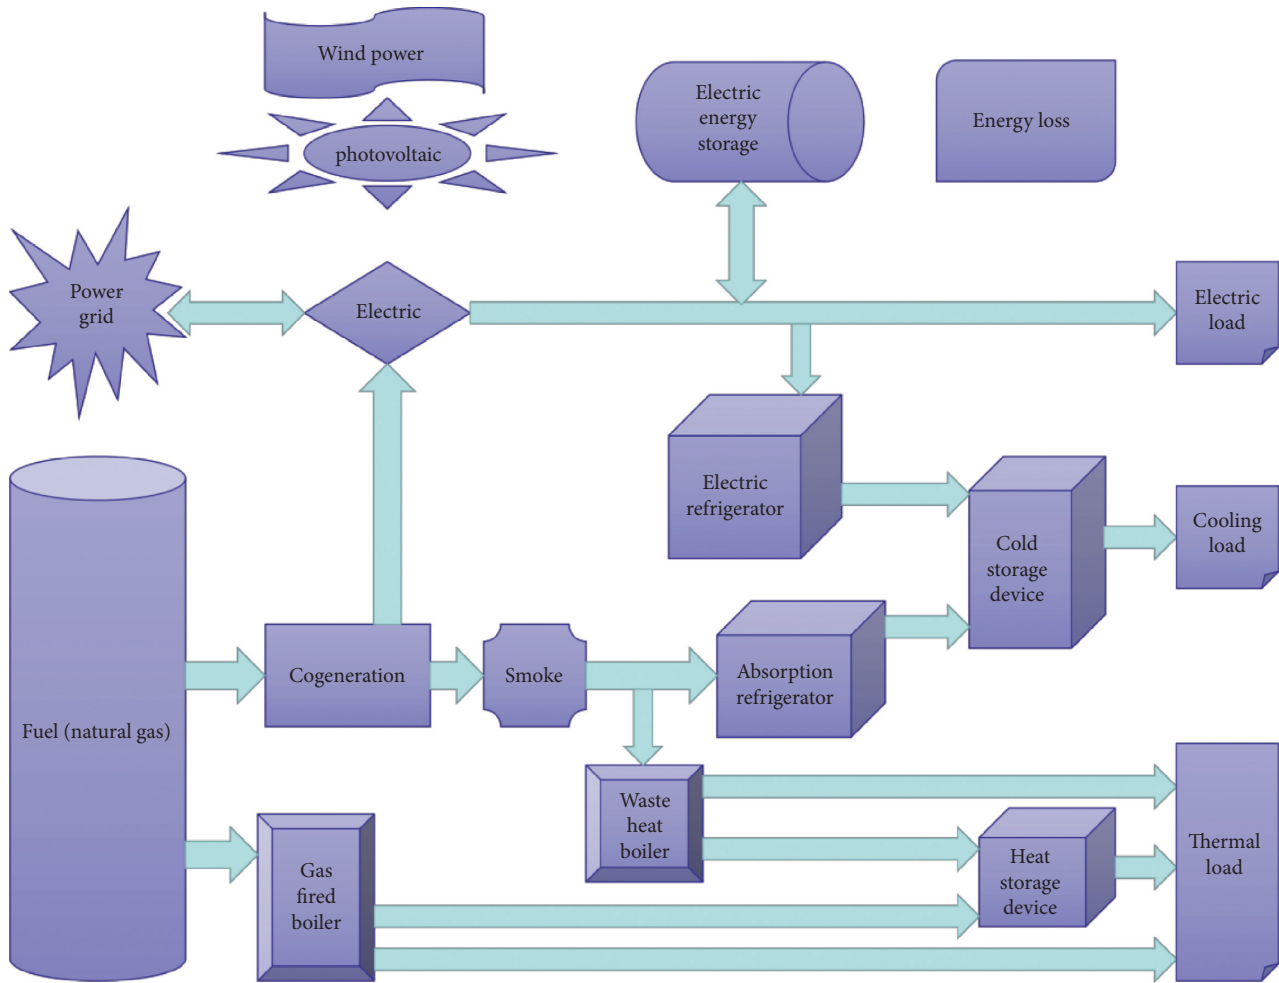 Wind power
photovoltaic
Electric
energy
storage
Energy loss
Power
grid
Electric
Electric
load
Electric
refrigerator
Cold
storage
device
Cooling
load
Fuel (natural gas)
Cogeneration
Smoke
Absorption
refrigerator
Waste
heat
boiler
Gas
fired
boiler
Heat
storage
device
Thermal
load